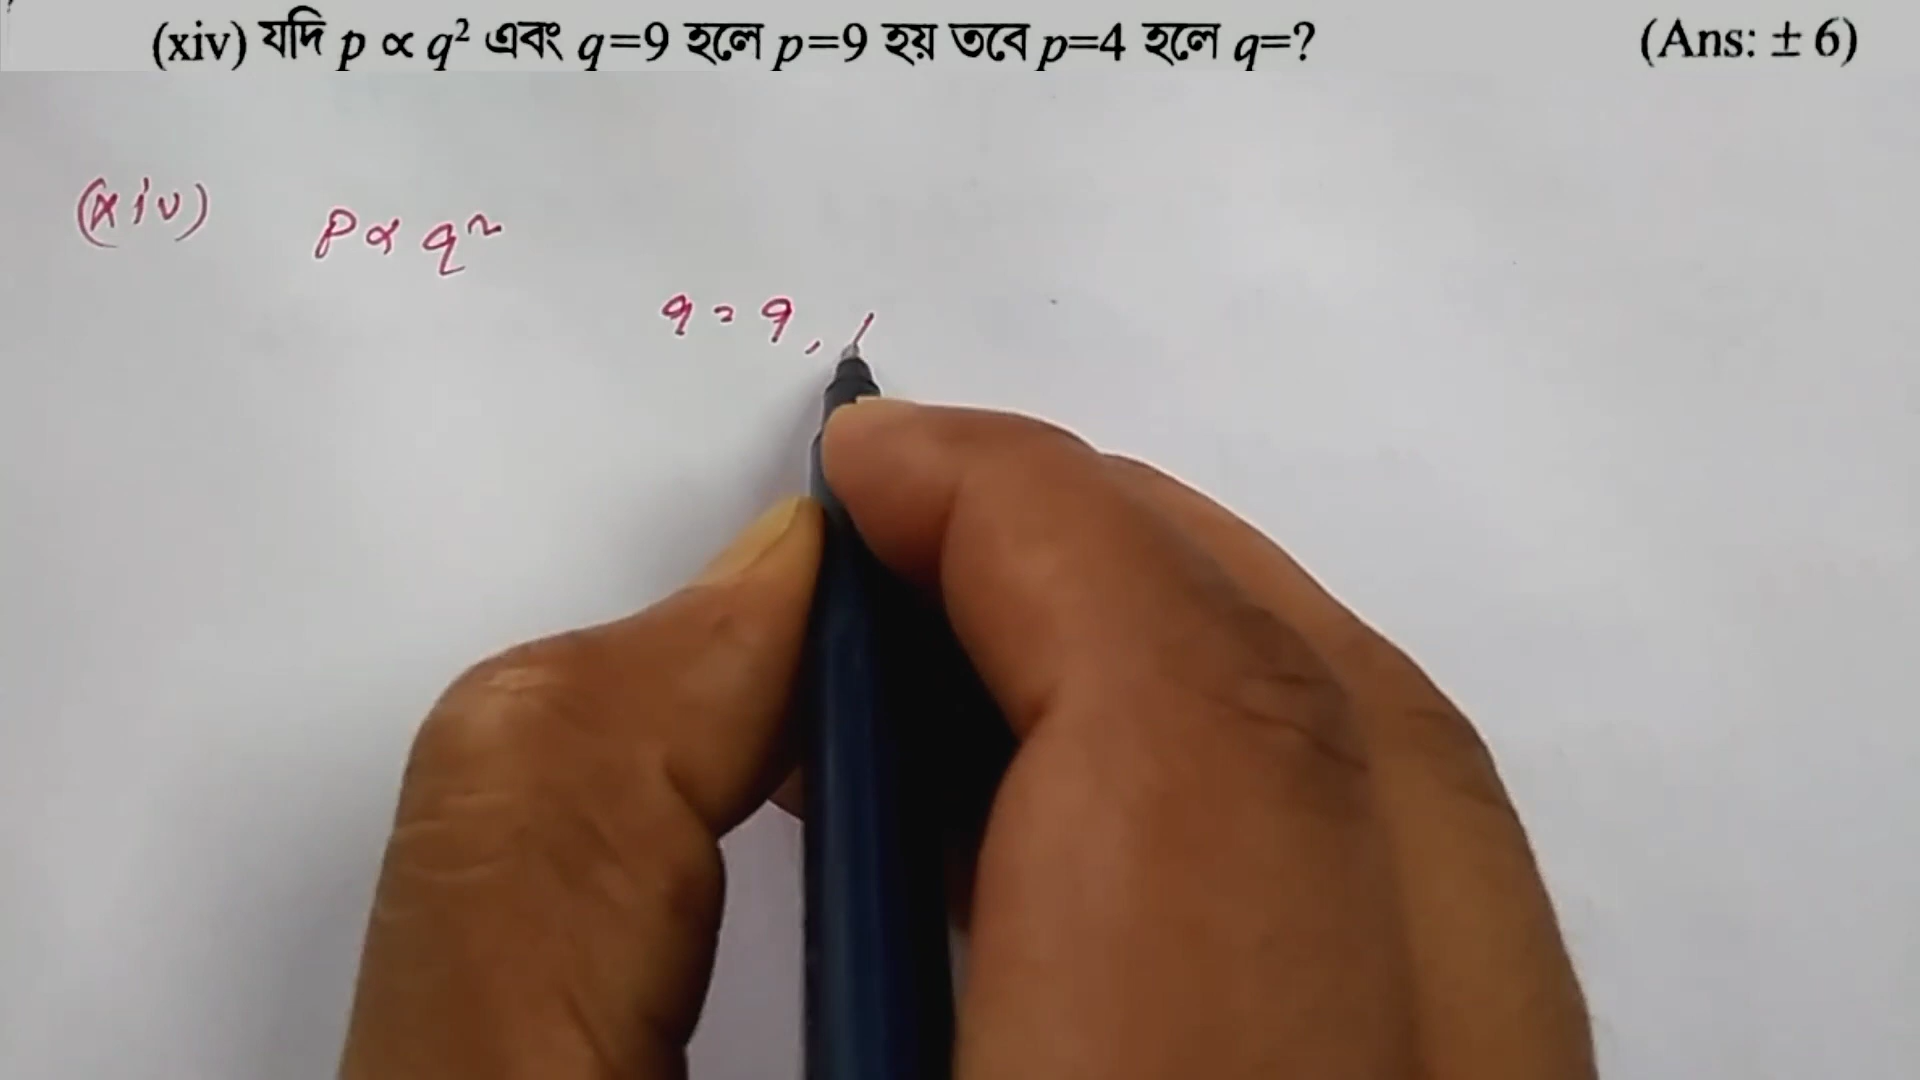 (xiv) যদি p ∝ q² এবং q=9 হলে p=9 হয় তবে p=4 হলে q=? (Ans: ± 6)
(xiv) p ∝ q²
q = 9,